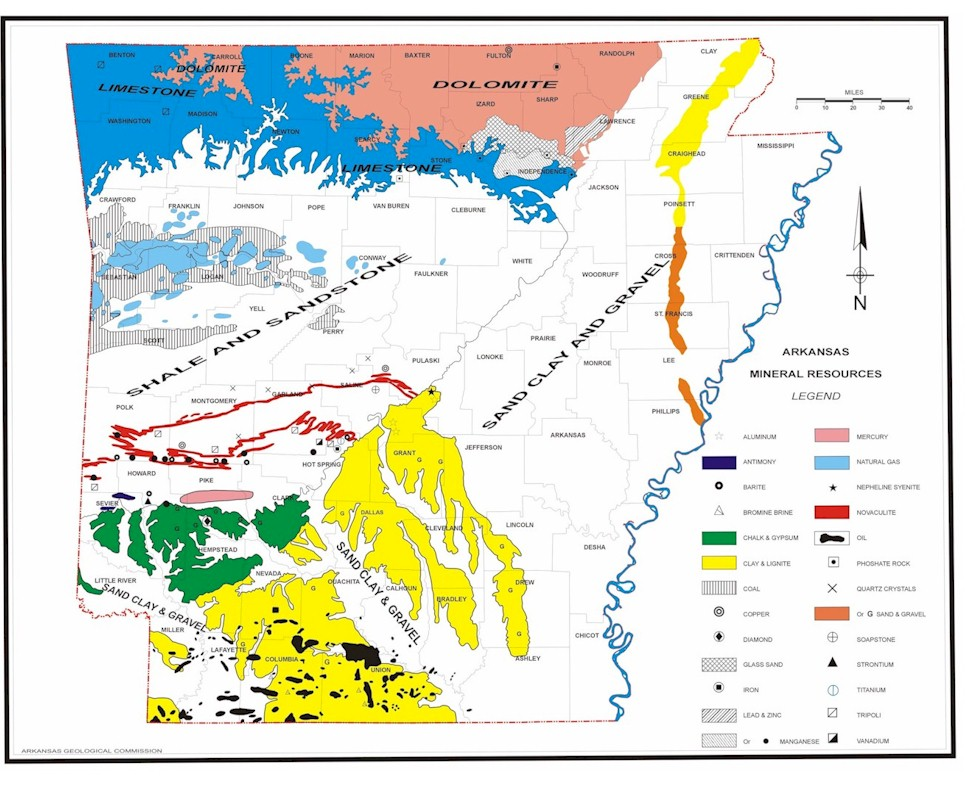 BENTON
CARROLL
BOONE
MARION
BAXTER
FULTON
RANDOLPH
CLAY
DOLOMITE
LIMESTONE
DOLOMITE
GREENE
IZARD
SHARP
MILES
0 10 20 30 40
WASHINGTON
MADISON
NEWTON
SEARCY
LAWRENCE
LIMESTONE
STONE
INDEPENDENCE
CRAIGHEAD
MISSISSIPPI
JACKSON
CRAWFORD
FRANKLIN
JOHNSON
POPE
VAN BUREN
CLEBURNE
POINSETT
SEBASTIAN
LOGAN
CONWAY
FAULKNER
WHITE
WOODRUFF
CROSS
CRITTENDEN
N
YELL
PERRY
SCOTT
SHALE AND SANDSTONE
SAND CLAY AND GRAVEL
ST. FRANCIS
PRAIRIE
LONOKE
PULASKI
MONROE
LEE
PHILLIPS
POLK
MONTGOMERY
GARLAND
SALINE
HOT SPRING
GRANT
G
G
JEFFERSON
ARKANSAS
HOWARD
PIKE
CLARK
SEVIER
G
G
HEMPSTEAD
G
DALLAS
CLEVELAND
LINCOLN
G
DESHA
LITTLE RIVER
NEVADA
OUACHITA
G
CALHOUN
BRADLEY
DREW
G
SAND CLAY & GRAVEL
SAND CLAY & GRAVEL
MILLER
LAFAYETTE
G
COLUMBIA
G
UNION
G
ASHLEY
CHICOT
ARKANSAS
MINERAL RESOURCES
LEGEND
ALUMINUM
MERCURY
ANTIMONY
NATURAL GAS
BARITE
NEPHELINE SYENITE
BROMINE BRINE
NOVACULITE
CHALK & GYPSUM
OIL
CLAY & LIGNITE
PHOSHATE ROCK
COAL
QUARTZ CRYSTALS
COPPER
Or G SAND & GRAVEL
DIAMOND
SOAPSTONE
GLASS SAND
STRONTIUM
IRON
TITANIUM
LEAD & ZINC
TRIPOLI
Or MANGANESE
VANADIUM
ARKANSAS GEOLOGICAL COMMISSION